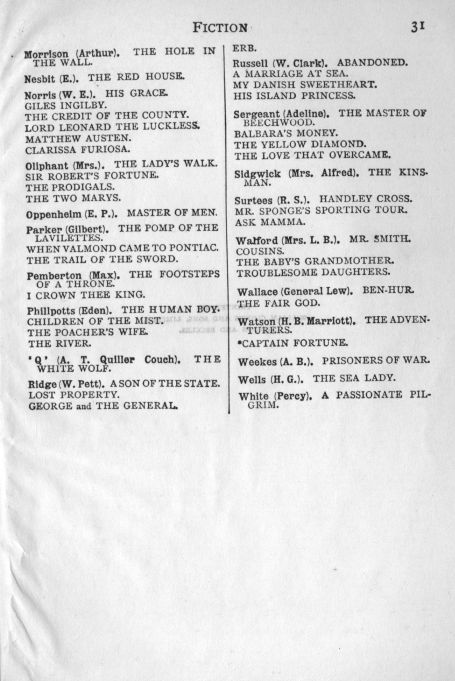 FICTION 31
Morrison (Arthur). THE HOLE IN
THE WALL.
Nesbit (E.). THE RED HOUSE.
Norris (W. E.). HIS GRACE.
GILES INGILBY.
THE CREDIT OF THE COUNTY.
LORD LEONARD THE LUCKLESS.
MATTHEW AUSTEN.
CLARISSA FURIOSA.
Oliphant (Mrs.). THE LADY'S WALK.
SIR ROBERT'S FORTUNE.
THE PRODIGALS.
THE TWO MARYS.
Oppenheim (E. P.). MASTER OF MEN.
Parker (Gilbert). THE POMP OF THE
LAVILETTES.
WHEN VALMOND CAME TO PONTIAC.
THE TRAIL OF THE SWORD.
Pemberton (Max). THE FOOTSTEPS
OF A THRONE.
I CROWN THEE KING.
Phillpotts (Eden). THE HUMAN BOY.
CHILDREN OF THE MIST.
THE POACHER'S WIFE.
THE RIVER.
'Q' (A. T. Quiller Couch). THE
WHITE WOLF.
Ridge (W. Pett). A SON OF THE STATE.
LOST PROPERTY.
GEORGE and THE GENERAL.
ERB.
Russell (W. Clark). ABANDONED.
A MARRIAGE AT SEA.
MY DANISH SWEETHEART.
HIS ISLAND PRINCESS.
Sergeant (Adeline). THE MASTER OF
BEECHWOOD.
BALBARA'S MONEY.
THE YELLOW DIAMOND.
THE LOVE THAT OVERCAME.
Sidgwick (Mrs. Alfred). THE KINS-
MAN.
Surtees (R. S.). HANDLEY CROSS.
MR. SPONGE'S SPORTING TOUR.
ASK MAMMA.
Walford (Mrs. L. B.). MR. SMITH.
COUSINS.
THE BABY'S GRANDMOTHER.
TROUBLESOME DAUGHTERS.
Wallace (General Lew). BEN-HUR.
THE FAIR GOD.
Watson (H. B. Marriott). THE ADVEN-
TURERS.
*CAPTAIN FORTUNE.
Weekes (A. B.). PRISONERS OF WAR.
Wells (H. G.). THE SEA LADY.
White (Percy). A PASSIONATE PIL-
GRIM.